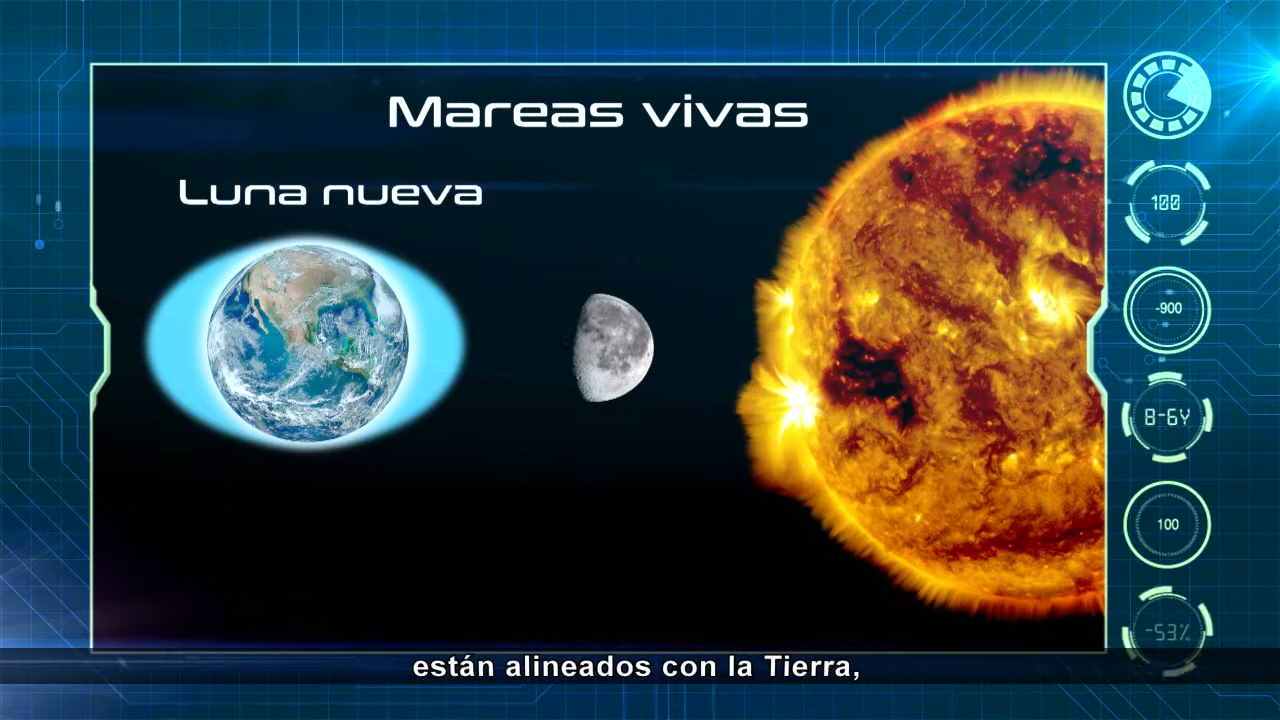 Mareas vivas
Luna nueva
100
-900
8-6Y
100
-53%
están alineados con la Tierra,